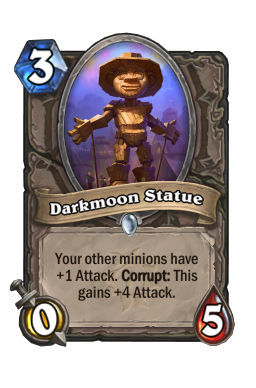 3
Darkmoon Statue
Your other minions have
+1 Attack. Corrupt: This
gains +4 Attack.
0
5